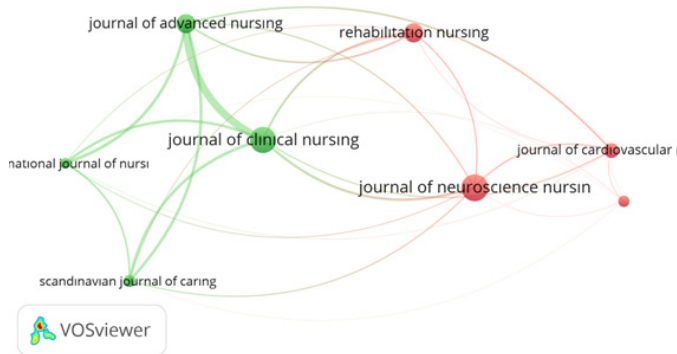 journal of advanced nursing
rehabilitation nursing
journal of clinical nursing
journal of cardiovascular n
national journal of nursi
journal of neuroscience nursin
scandinavian journal of caring
VOSviewer